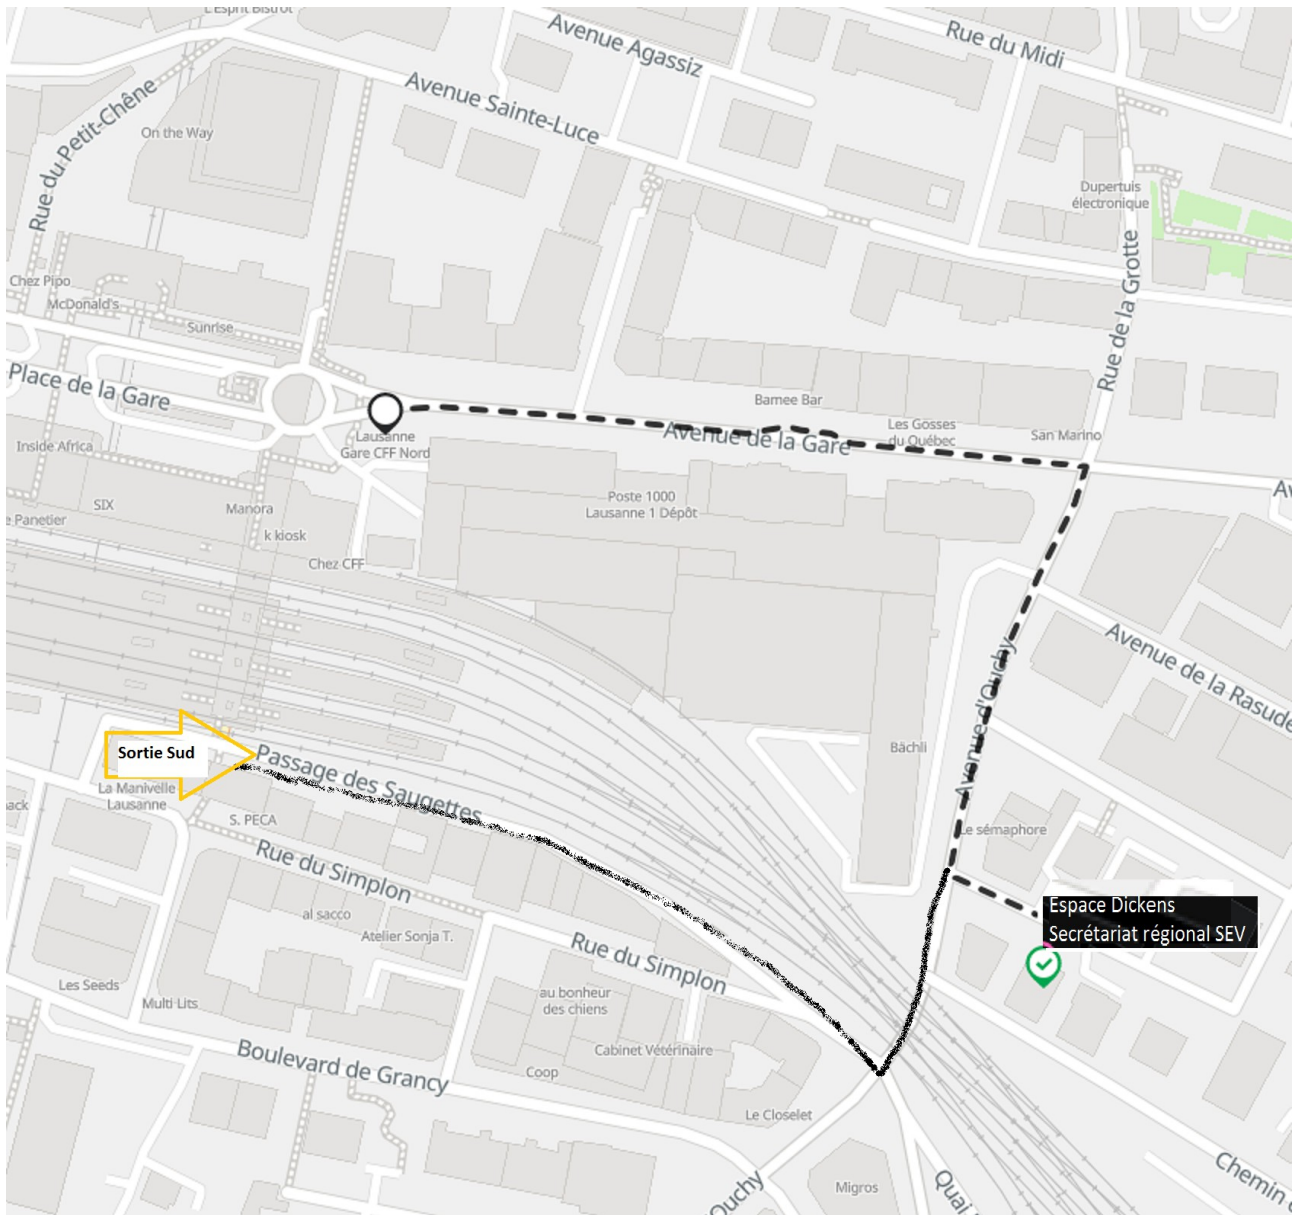 L'Esprit Bistrot
Avenue Agassiz
Rue du Midi
Avenue Sainte-Luce
On the Way
Rue du Petit-Chêne
Dupertuis
électronique
Rue de la Grotte
Chez Pipo
McDonald's
Sunrise
Place de la Gare
Bamee Bar
Lausanne
Gare CFF Nord
Avenue de la Gare
Les Gosses
du Québec
San Marino
Inside Africa
SIX
Manora
Panetier
k kiosk
Chez CFF
Poste 1000
Lausanne 1 Dépôt
Avenue d'Ouchy
Avenue de la Rasude
Sortie Sud
Passage des Saugettes
Bächli
La Manivelle
Lausanne
S. PECA
Le sémaphore
Rue du Simplon
al sacco
Atelier Sonja T.
Espace Dickens
Secrétariat régional SEV
Rue du Simplon
Les Seeds
Multi Lits
au bonheur
des chiens
Cabinet Vétérinaire
Boulevard de Grancy
Coop
Le Closelet
Ouchy
Migros
Quai
Chemin